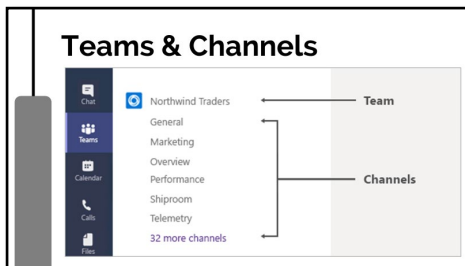 Teams & Channels
Chat
Teams
Calendar
Calls
Files
Northwind Traders
General
Marketing
Overview
Performance
Shiproom
Telemetry
32 more channels
Team
Channels